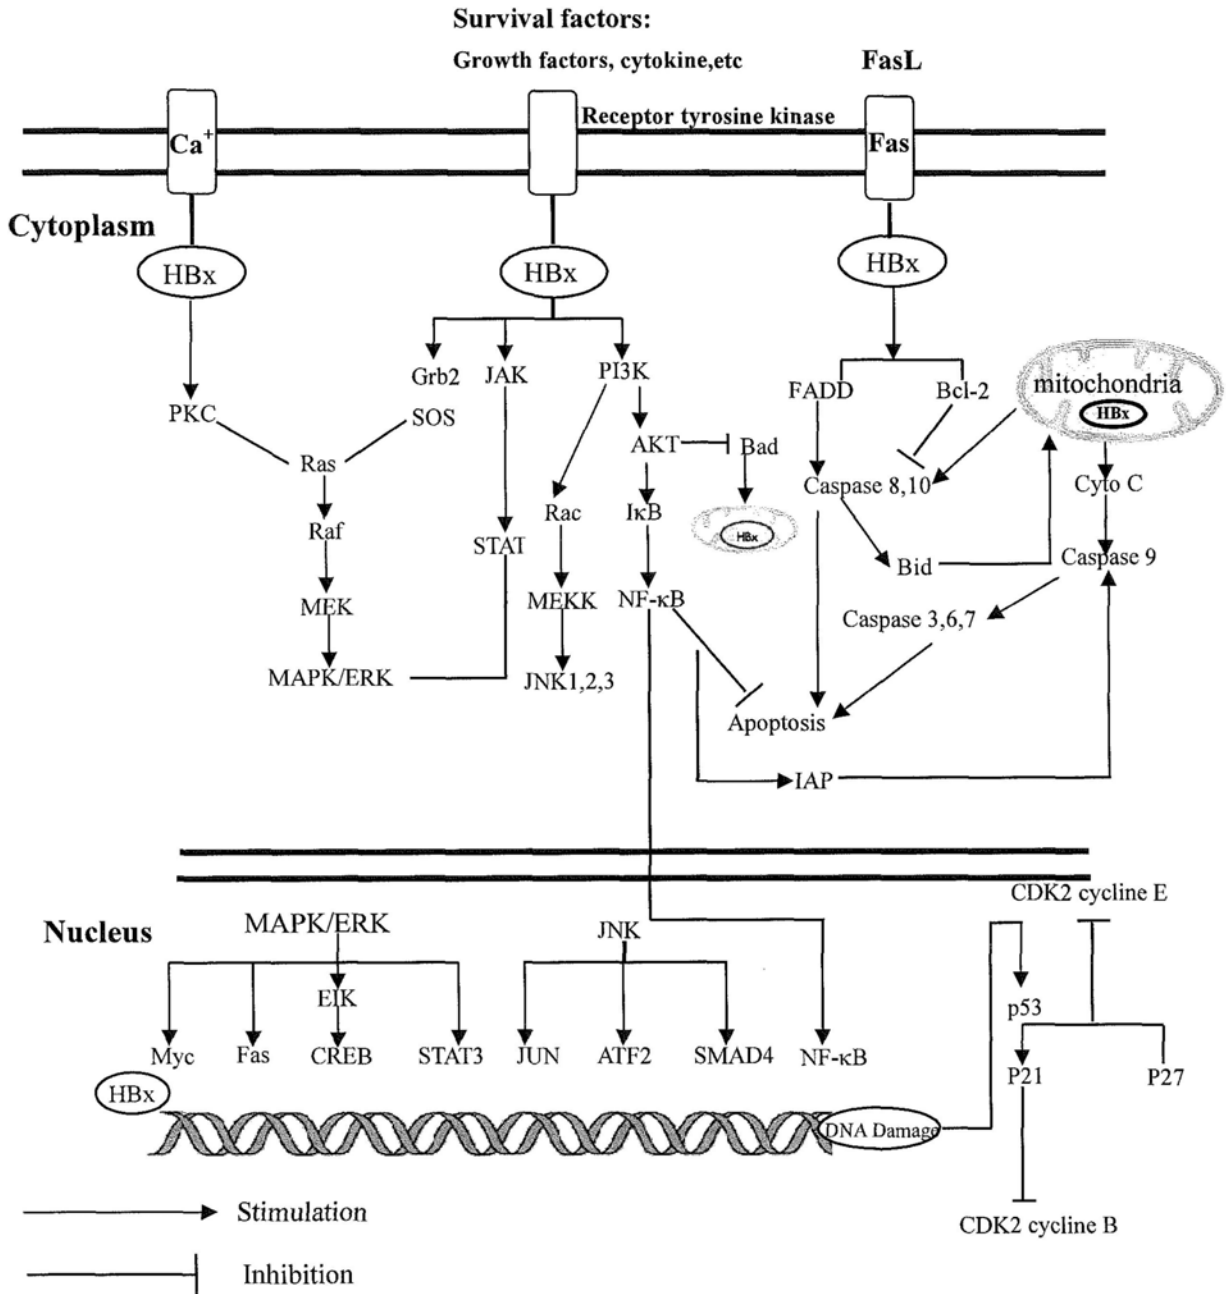 Survival factors:
Growth factors, cytokine,etc
FasL
Receptor tyrosine kinase
Ca+
Fas
Cytoplasm
HBx
HBx
HBx
Grb2
JAK
PI3K
FADD
Bcl-2
mitochondria
HBx
PKC
SOS
AKT
Bad
Ras
Caspase 8,10
Cyto C
Raf
Rac
IκB
HBx
STAT
Bid
Caspase 9
MEK
MEKK
NF-κB
Caspase 3,6,7
MAPK/ERK
JNK1,2,3
Apoptosis
IAP
CDK2 cycline E
Nucleus
MAPK/ERK
JNK
EIK
p53
Myc
Fas
CREB
STAT3
JUN
ATF2
SMAD4
NF-κB
P21
P27
HBx
DNA Damage
Stimulation
CDK2 cycline B
Inhibition